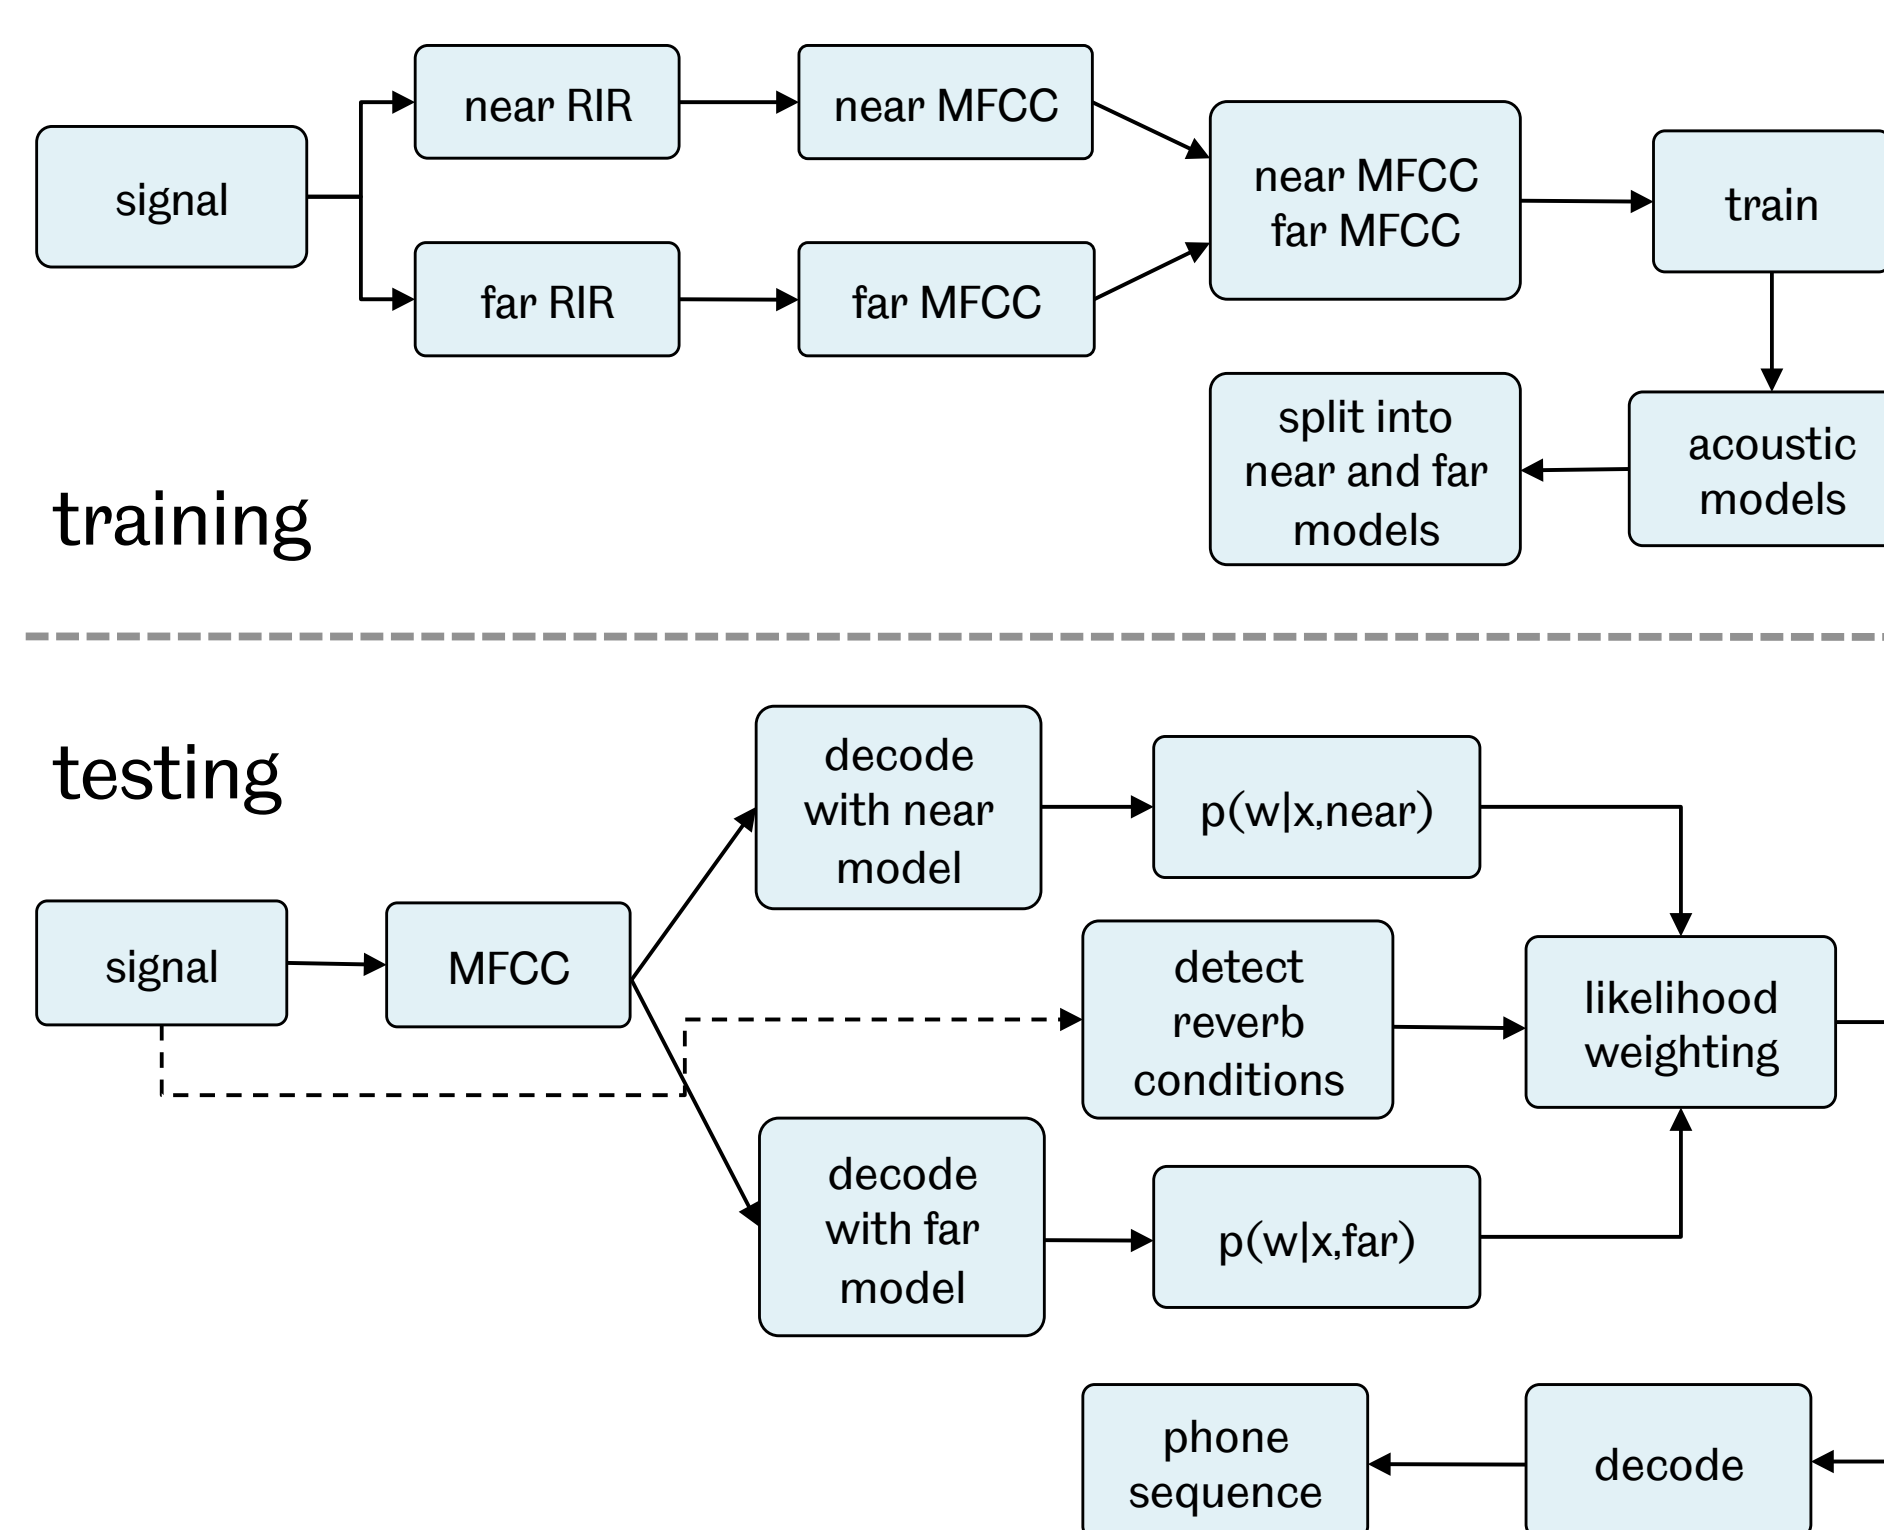 near RIR
near MFCC
signal
near MFCC
far MFCC
train
far RIR
far MFCC
split into
near and far
models
acoustic
models
training
testing
decode
with near
model
p(w|x,near)
signal
MFCC
detect
reverb
conditions
likelihood
weighting
decode
with far
model
p(w|x,far)
phone
sequence
decode